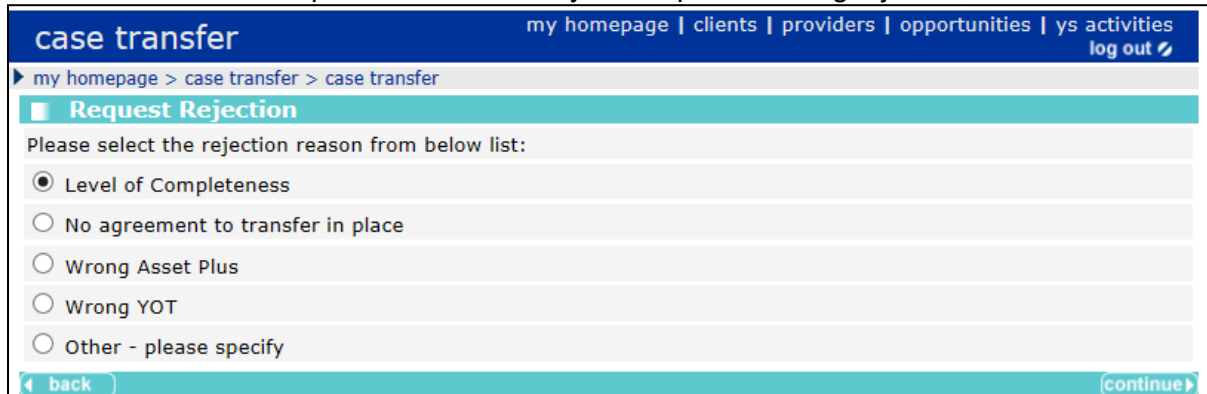 case transfer
my homepage | clients | providers | opportunities | ys activities
log out
my homepage > case transfer > case transfer
Request Rejection
Please select the rejection reason from below list:
Level of Completeness
No agreement to transfer in place
Wrong Asset Plus
Wrong YOT
Other - please specify
back
continue